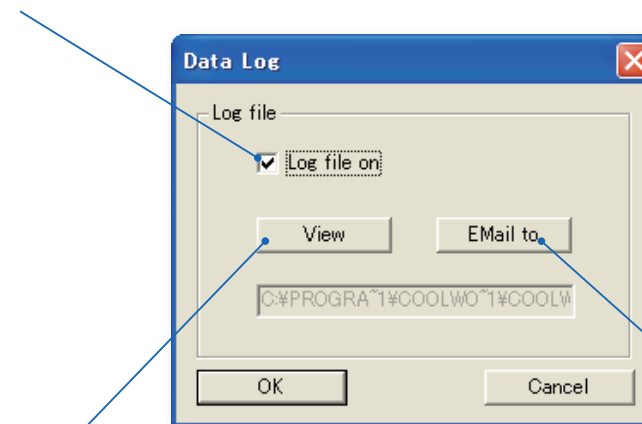 Data Log
Log file
Log file on
View EMail to
C:¥PROGRA~1¥COOLWO~1¥COOLW
OK Cancel